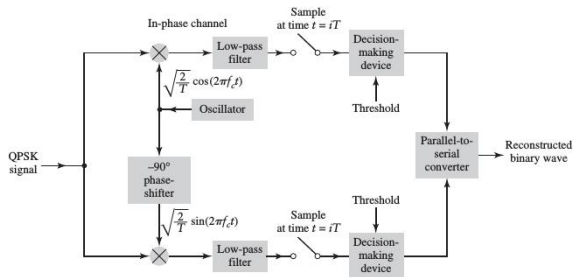 In-phase channel
Sample
at time t = iT
Low-pass
filter
Decision-
making
device
√2/T cos(2πf_ct)
Oscillator
Threshold
QPSK
signal
−90°
phase-
shifter
Parallel-to-
serial
converter
Reconstructed
binary wave
√2/T sin(2πf_ct)
Sample
at time t = iT
Threshold
Low-pass
filter
Decision-
making
device